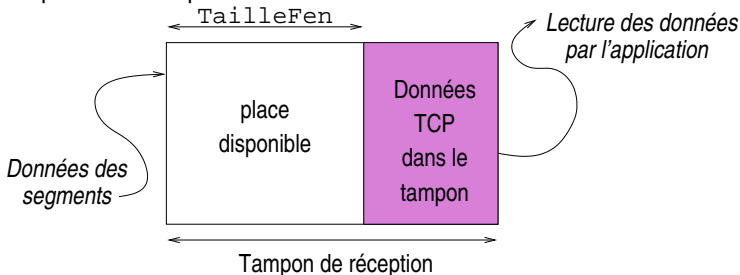 TailleFen
Lecture des données
par l'application
place
disponible
Données
TCP
dans le
tampon
Données des
segments
Tampon de réception